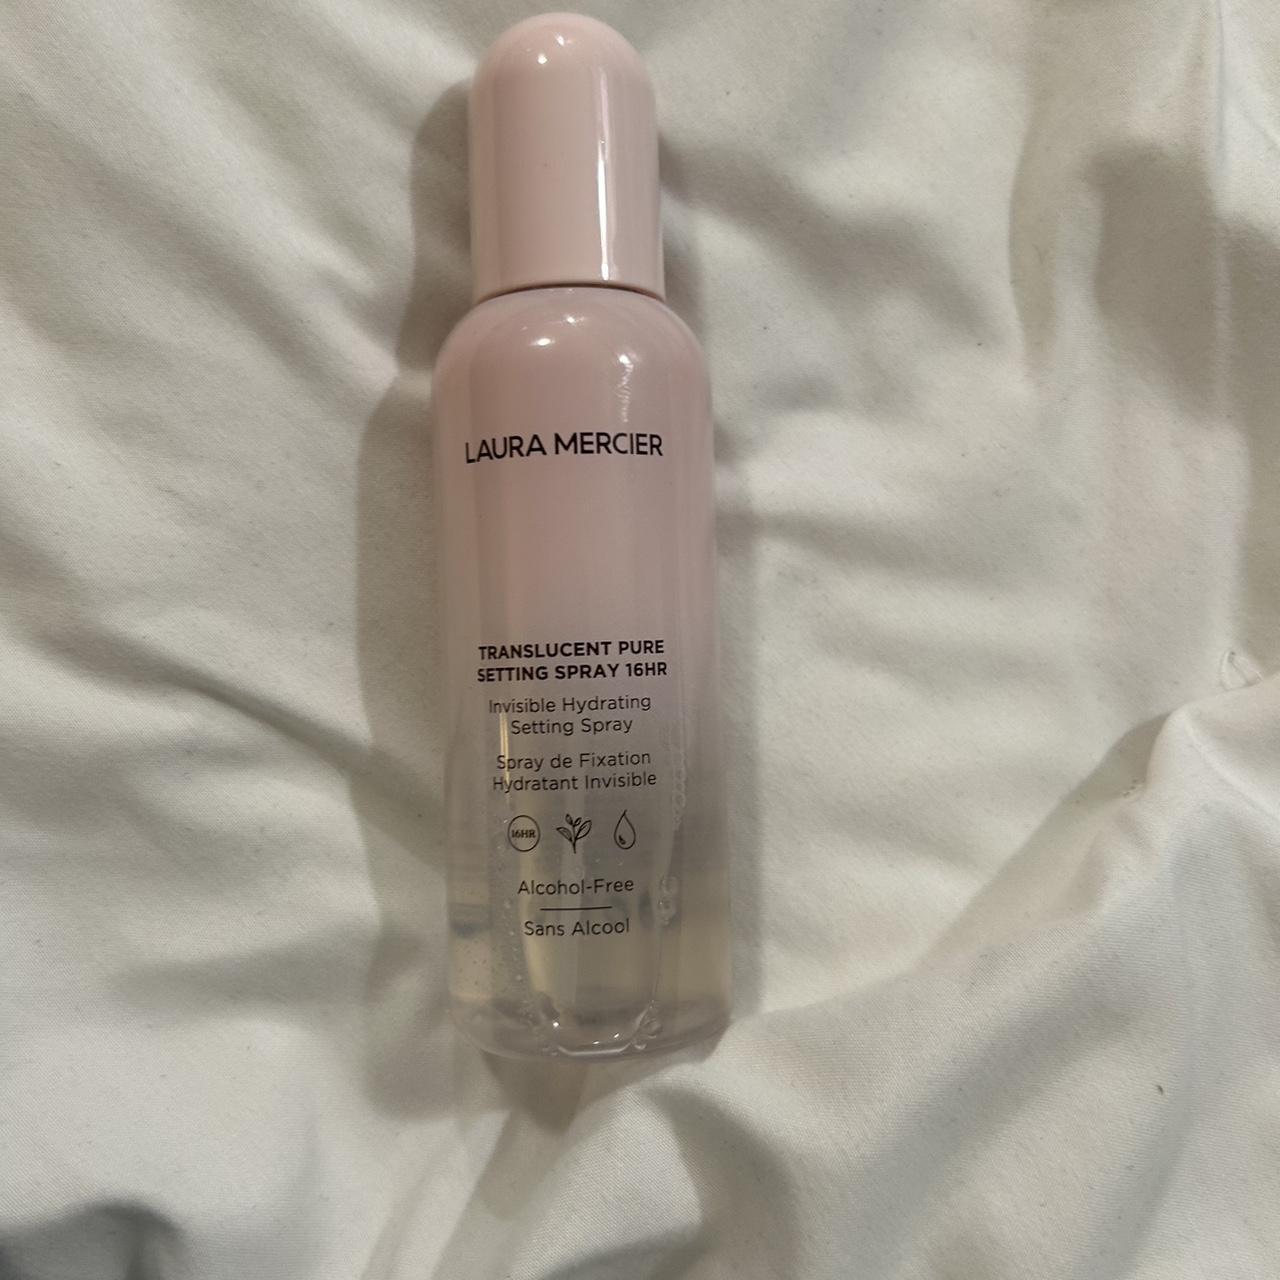 LAURA MERCIER
TRANSLUCENT PURE
SETTING SPRAY 16HR
Invisible Hydrating
Setting Spray
Spray de Fixation
Hydratant Invisible
16HR
Alcohol-Free
Sans Alcool